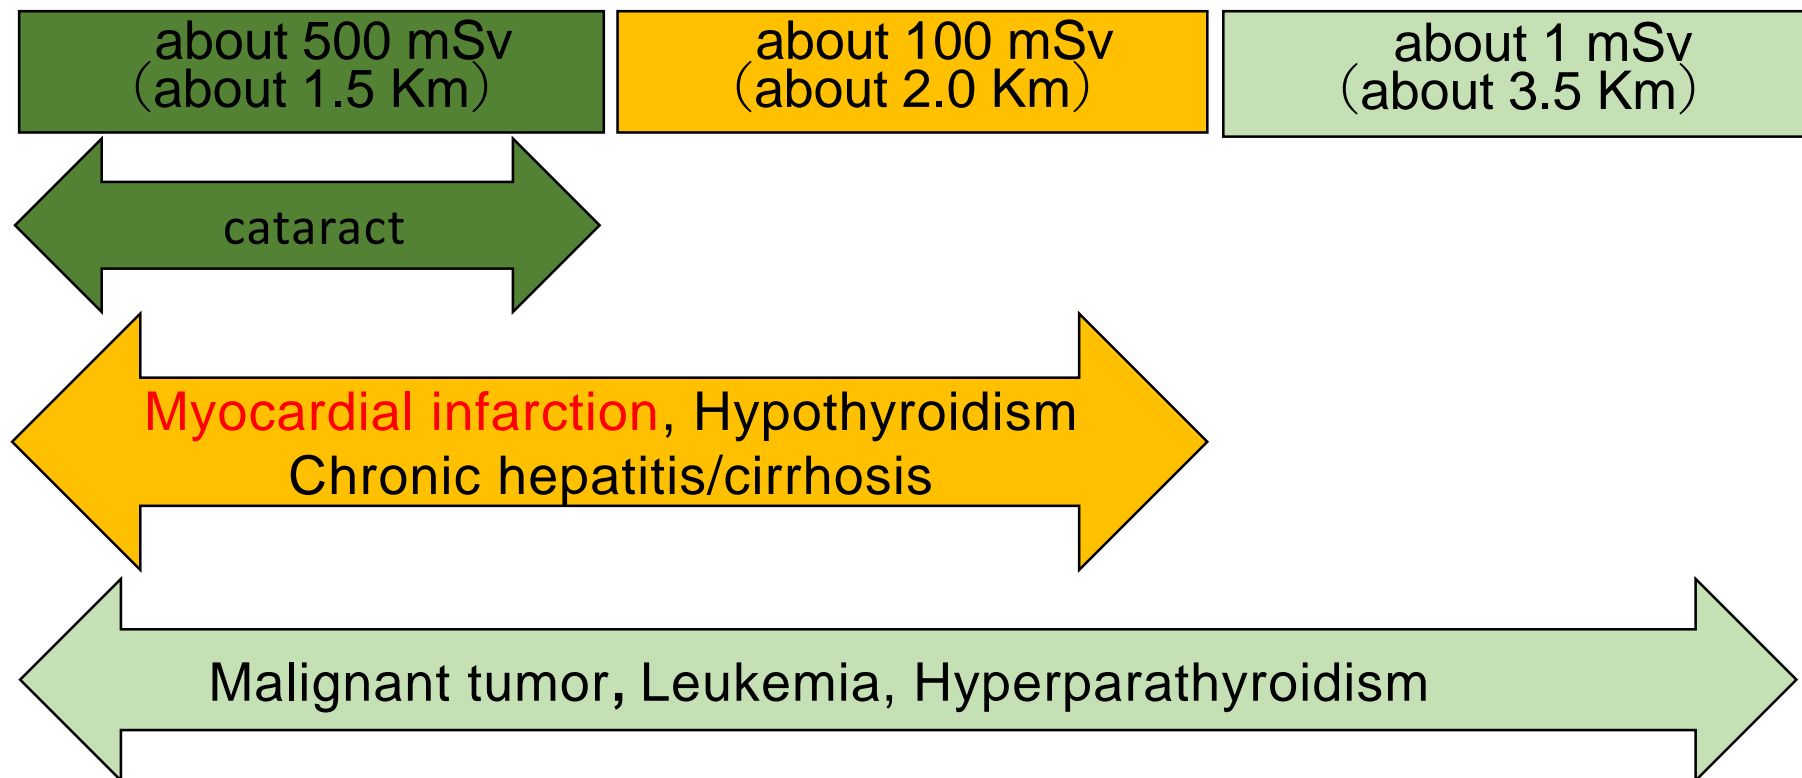 about 500 mSv
（about 1.5 Km）
about 100 mSv
（about 2.0 Km）
about 1 mSv
（about 3.5 Km）
cataract
Myocardial infarction, Hypothyroidism
Chronic hepatitis/cirrhosis
Malignant tumor, Leukemia, Hyperparathyroidism